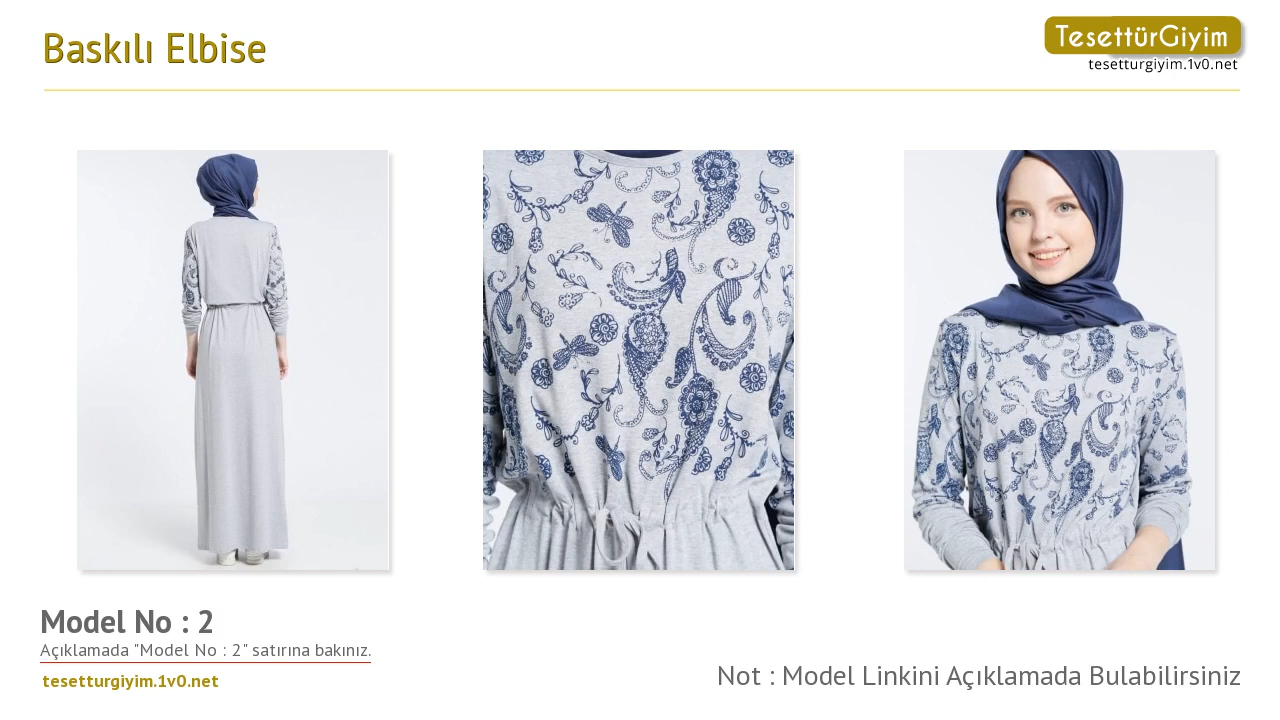 Baskılı Elbise
TesettürGiyim
tesetturgiyim.1v0.net
Model No : 2
Açıklamada "Model No : 2" satırına bakınız.
tesetturgiyim.1v0.net
Not : Model Linkini Açıklamada Bulabilirsiniz